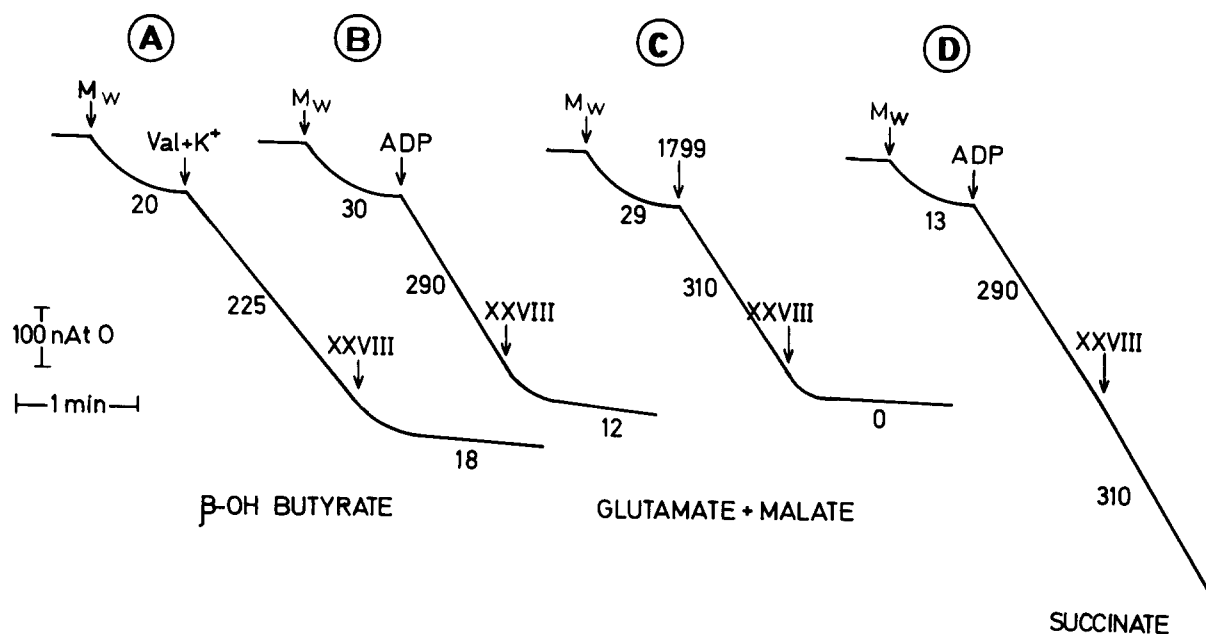 A
B
C
D
Mw
Val+K+
20
225
XXVIII
18
Mw
ADP
30
290
XXVIII
12
Mw
1799
29
310
XXVIII
0
Mw
ADP
13
290
XXVIII
310
100 nAt O
1 min
β-OH BUTYRATE
GLUTAMATE + MALATE
SUCCINATE